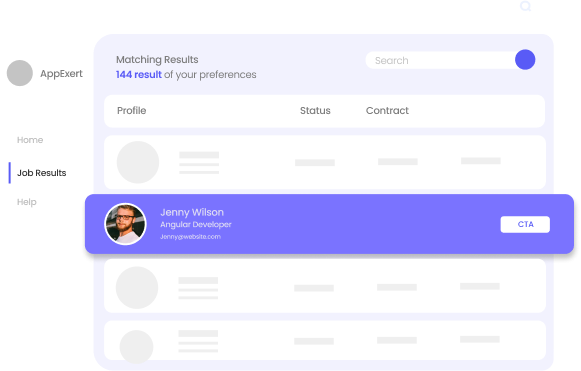 AppExert
Home
Job Results
Help
Matching Results
144 result of your preferences
Search
Profile
Status
Contract
Jenny Wilson
Angular Developer
Jenny@website.com
CTA